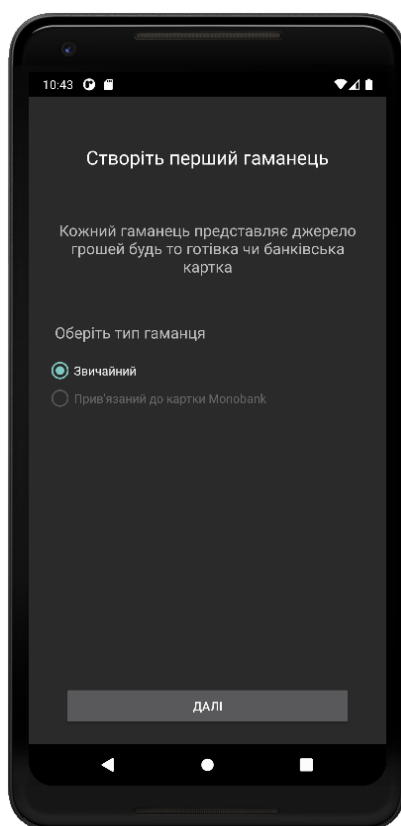 10:43
Створіть перший гаманець
Кожний гаманець представляє джерело
грошей будь то готівка чи банківська
картка
Оберіть тип гаманця
Звичайний
Прив'язаний до картки Monobank
ДАЛІ